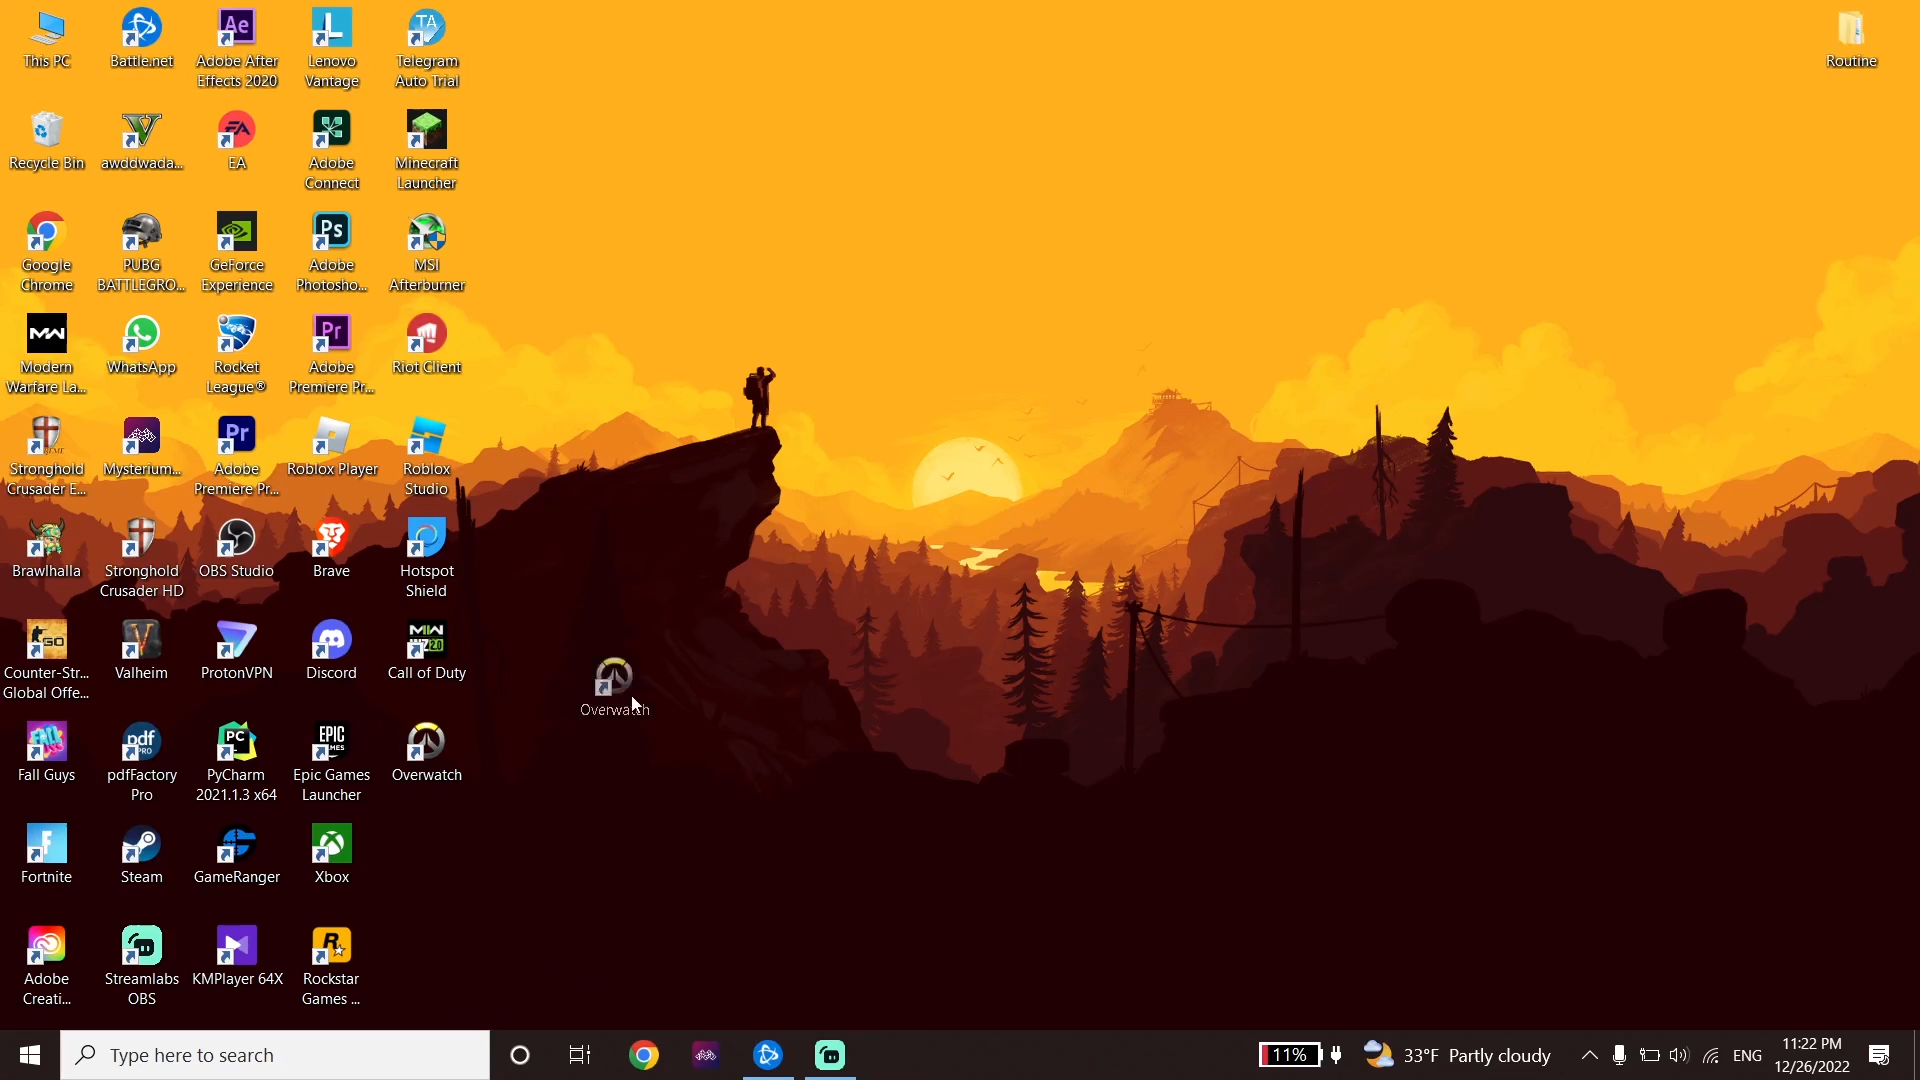 This PC
Battle.net
Adobe After
Effects 2020
Lenovo
Vantage
Telegram
Auto Trial
Routine
Recycle Bin
awddwada...
EA
Adobe
Connect
Minecraft
Launcher
Google
Chrome
PUBG
BATTLEGRO...
GeForce
Experience
Adobe
Photosho...
MSI
Afterburner
Modern
Warfare La...
WhatsApp
Rocket
League®
Adobe
Premiere Pr...
Riot Client
Stronghold
Crusader E...
Mysterium...
Adobe
Premiere Pr...
Roblox Player
Roblox
Studio
Brawlhalla
Stronghold
Crusader HD
OBS Studio
Brave
Hotspot
Shield
Counter-Str...
Global Offe...
Valheim
ProtonVPN
Discord
Call of Duty
Overwatch
Fall Guys
pdfFactory
Pro
PyCharm
2021.1.3 x64
Epic Games
Launcher
Overwatch
Fortnite
Steam
GameRanger
Xbox
Adobe
Creati...
Streamlabs
OBS
KMPlayer 64X
Rockstar
Games ...
Type here to search
11%
33°F Partly cloudy
ENG
11:22 PM
12/26/2022